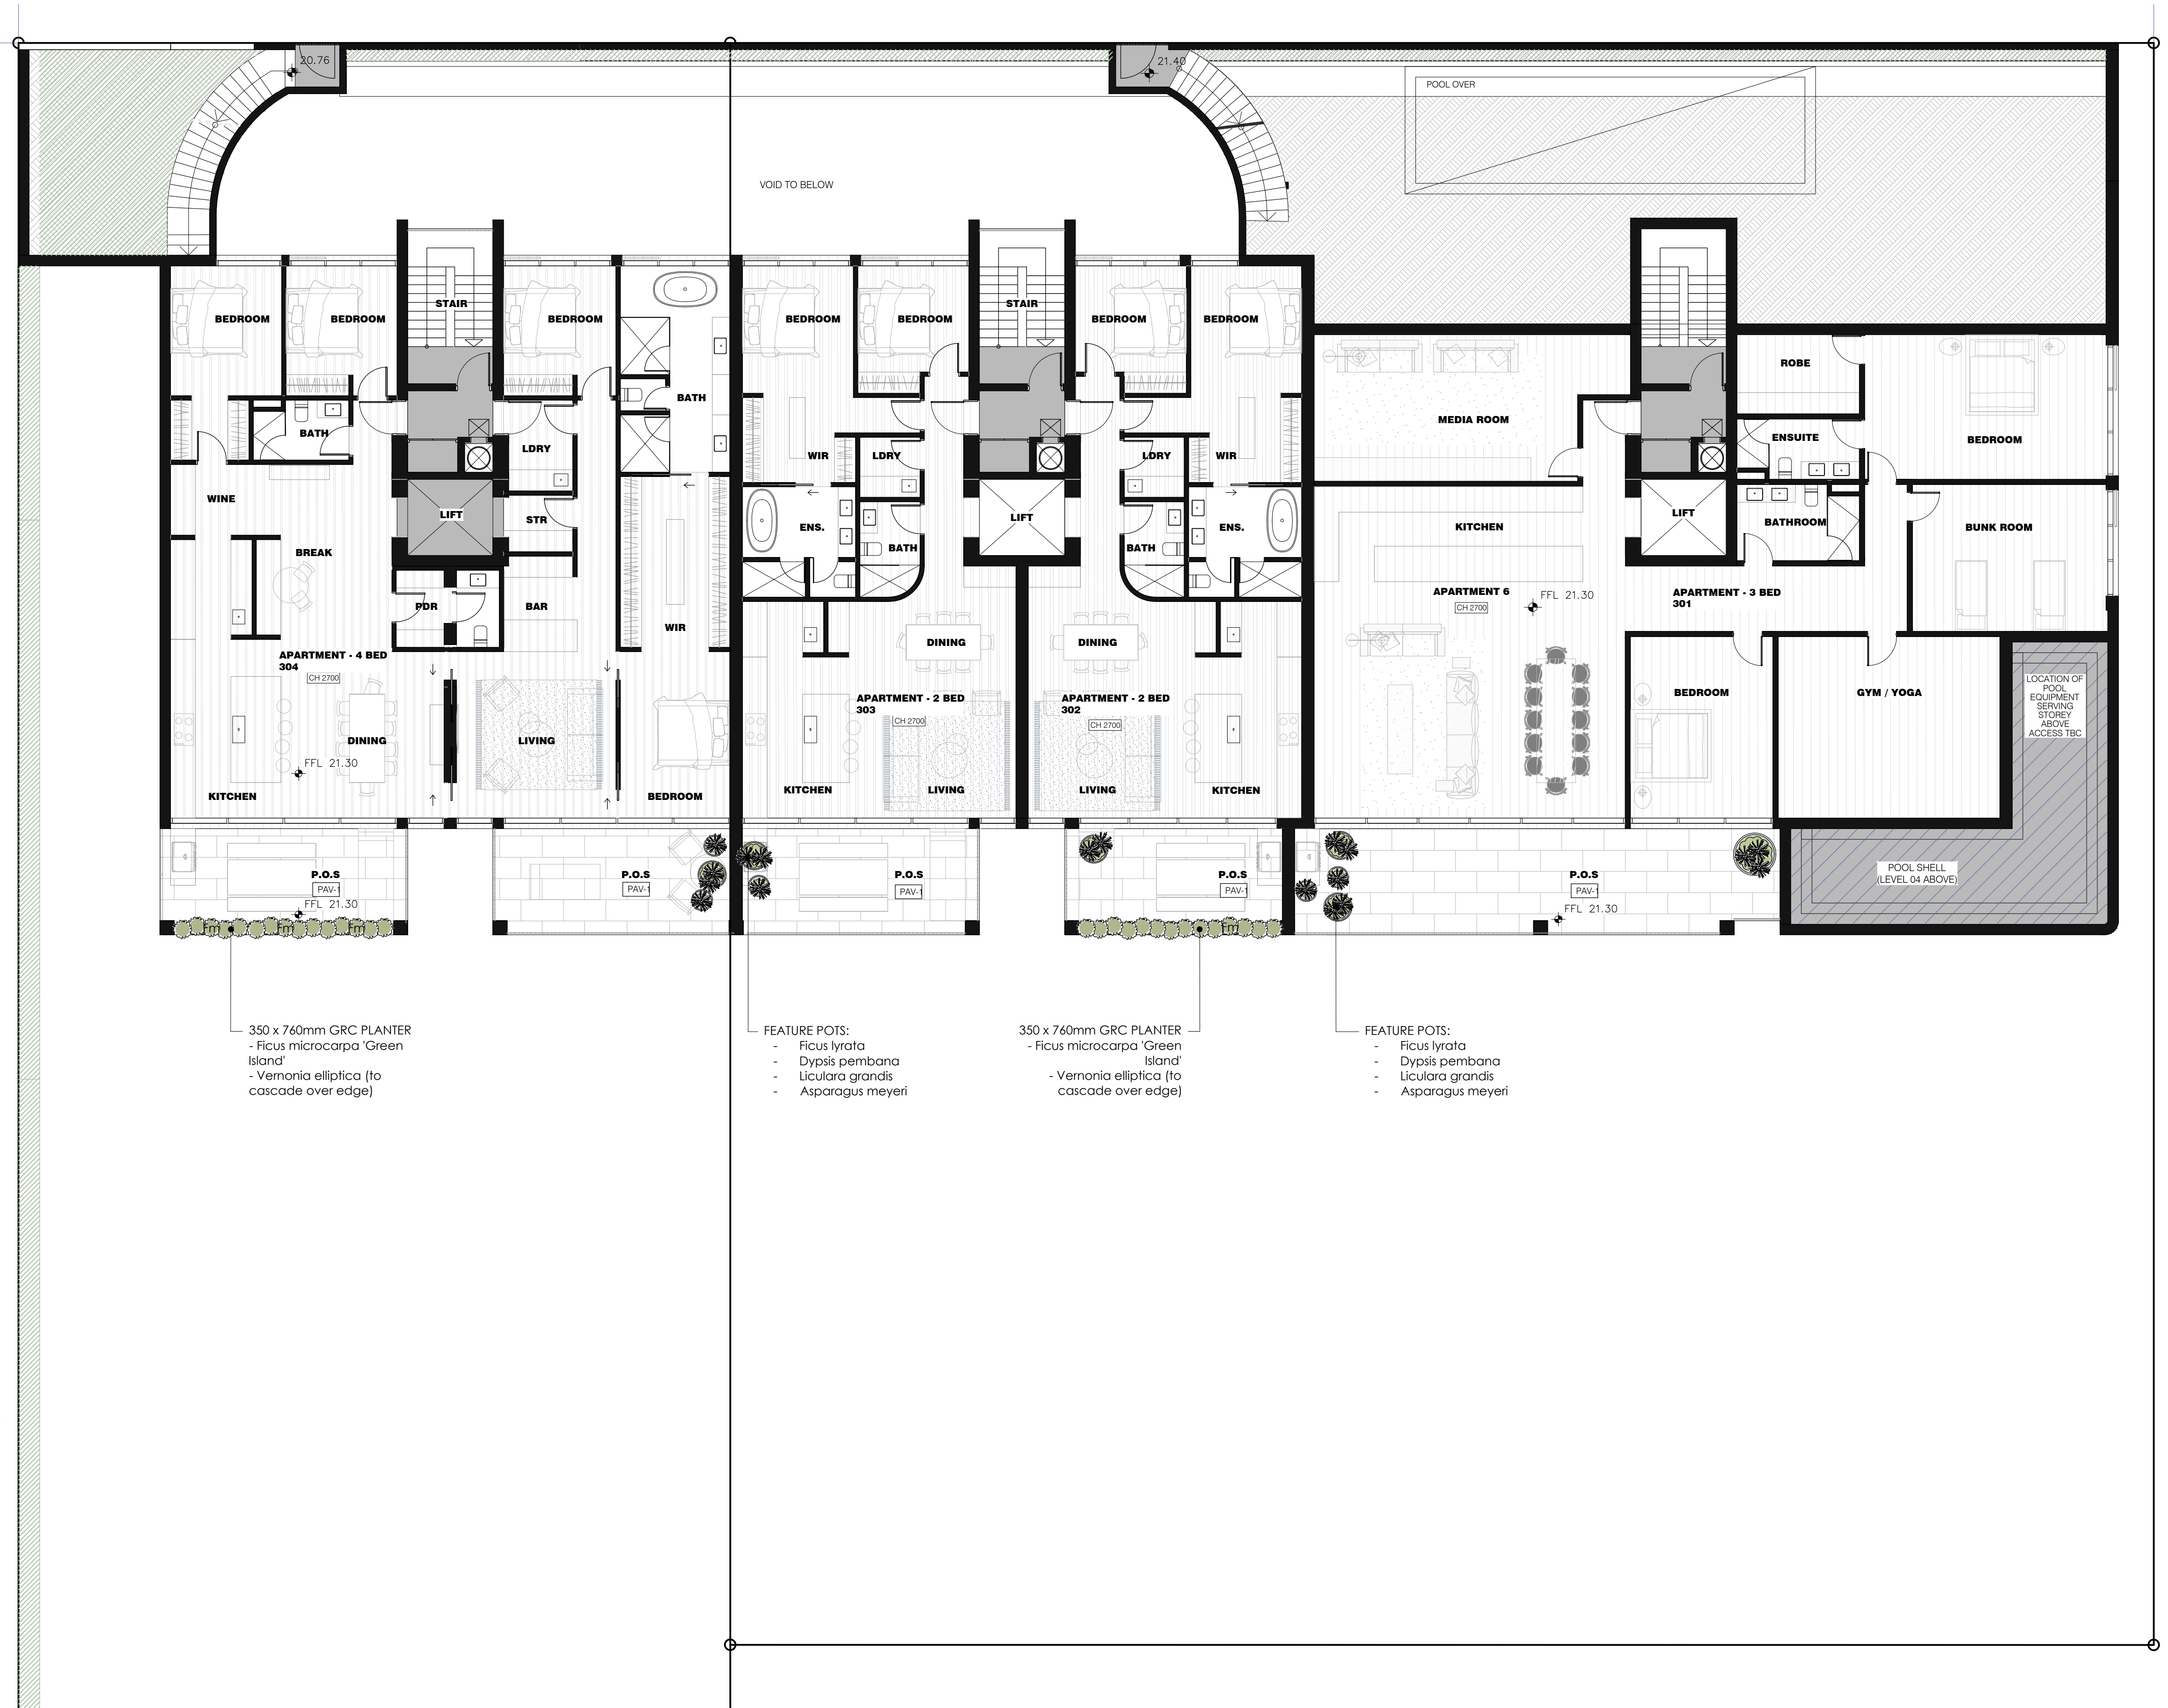 20.76
21.40
POOL OVER
VOID TO BELOW
STAIR
STAIR
BEDROOM
BEDROOM
BEDROOM
BEDROOM
BEDROOM
BEDROOM
BEDROOM
ROBE
BATH
MEDIA ROOM
BATH
ENSUITE
BEDROOM
LDRY
WIR
LDRY
LDRY
WIR
WINE
LIFT
STR
LIFT
LIFT
ENS.
ENS.
KITCHEN
BATHROOM
BUNK ROOM
BREAK
BATH
BATH
PDR
BAR
APARTMENT 6
CH 2700
FFL 21.30
APARTMENT - 3 BED
301
WIR
DINING
DINING
APARTMENT - 4 BED
304
CH 2700
APARTMENT - 2 BED
303
CH 2700
APARTMENT - 2 BED
302
CH 2700
BEDROOM
GYM / YOGA
LOCATION OF
POOL
EQUIPMENT
SERVING
STOREY
ABOVE
ACCESS TBC
DINING
LIVING
FFL 21.30
KITCHEN
BEDROOM
KITCHEN
LIVING
LIVING
KITCHEN
P.O.S
PAV-1
FFL 21.30
P.O.S
PAV-1
P.O.S
PAV-1
P.O.S
PAV-1
P.O.S
PAV-1
FFL 21.30
POOL SHELL
(LEVEL 04 ABOVE)
Fm
Fm
Fm
Fm
350 x 760mm GRC PLANTER
- Ficus microcarpa 'Green
Island'
- Vernonia elliptica (to
cascade over edge)
FEATURE POTS:
- Ficus lyrata
- Dypsis pembana
- Liculara grandis
- Asparagus meyeri
350 x 760mm GRC PLANTER
- Ficus microcarpa 'Green
Island'
- Vernonia elliptica (to
cascade over edge)
FEATURE POTS:
- Ficus lyrata
- Dypsis pembana
- Liculara grandis
- Asparagus meyeri